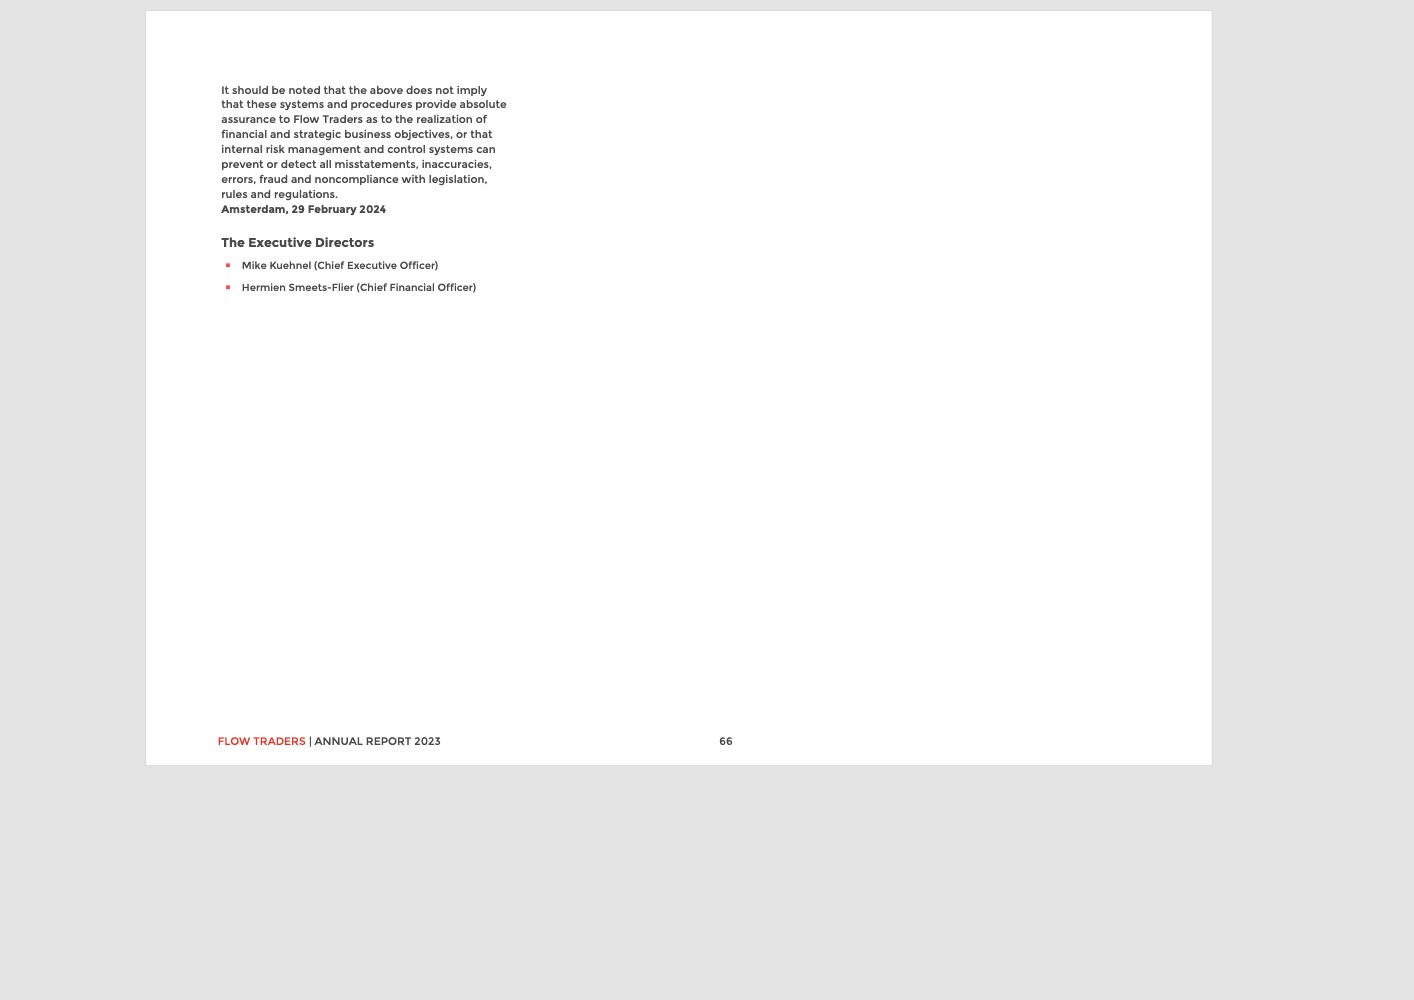 It should be noted that the above does not imply
that these systems and procedures provide absolute
assurance to Flow Traders as to the realization of
financial and strategic business objectives, or that
internal risk management and control systems can
prevent or detect all misstatements, inaccuracies,
errors, fraud and noncompliance with legislation,
rules and regulations.
Amsterdam, 29 February 2024
The Executive Directors
▪ Mike Kuehnel (Chief Executive Officer)
▪ Hermien Smeets-Flier (Chief Financial Officer)
FLOW TRADERS | ANNUAL REPORT 2023 66